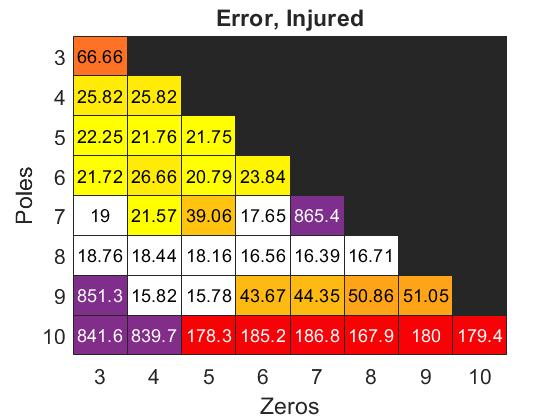 Error, Injured
3 66.66
4 25.82 25.82
5 22.25 21.76 21.75
6 21.72 26.66 20.79 23.84
7 19 21.57 39.06 17.65 865.4
8 18.76 18.44 18.16 16.56 16.39 16.71
9 851.3 15.82 15.78 43.67 44.35 50.86 51.05
10 841.6 839.7 178.3 185.2 186.8 167.9 180 179.4
Poles
3 4 5 6 7 8 9 10
Zeros